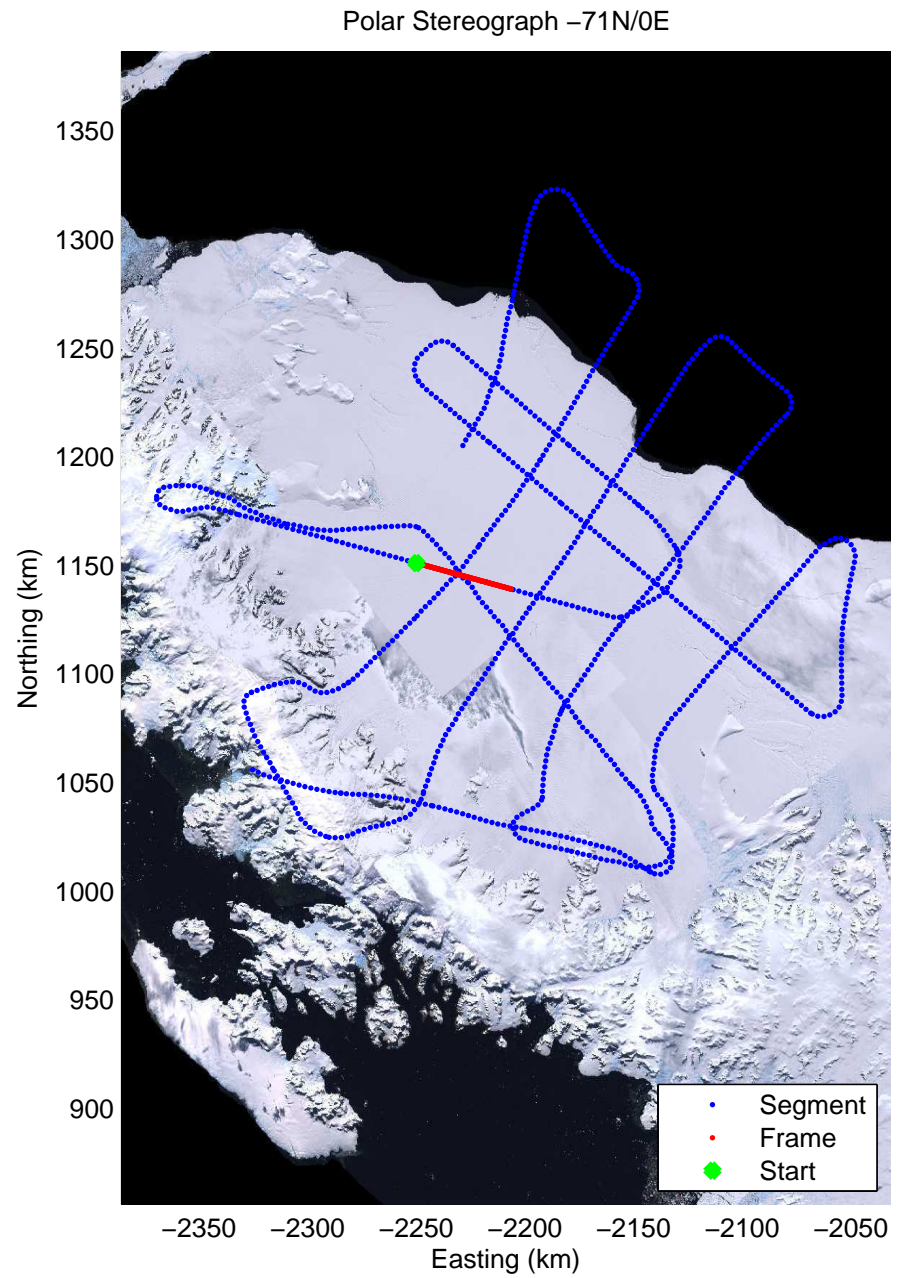 Polar Stereograph −71N/0E
1350
1300
1250
1200
1150
1100
1050
1000
950
900
Northing (km)
−2350 −2300 −2250 −2200 −2150 −2100 −2050
Easting (km)
Segment
Frame
Start